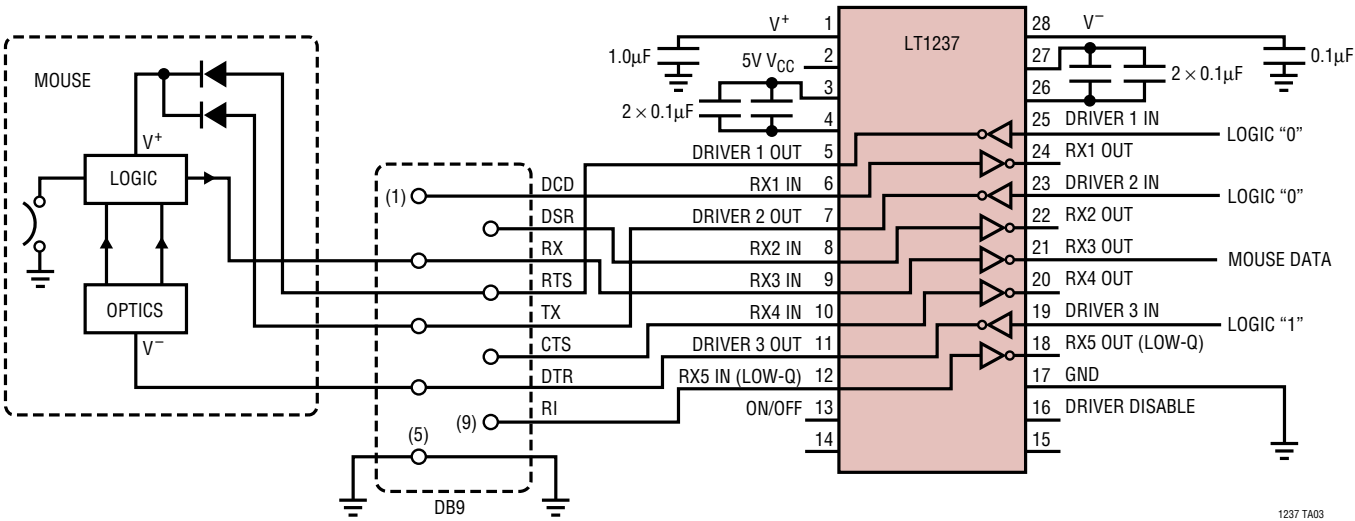 MOUSE
V+
LOGIC
OPTICS
V−
(1)
(5)
(9)
DB9
DCD
DSR
RX
RTS
TX
CTS
DTR
RI
1.0µF
V+
5V VCC
2 × 0.1µF
DRIVER 1 OUT
RX1 IN
DRIVER 2 OUT
RX2 IN
RX3 IN
RX4 IN
DRIVER 3 OUT
RX5 IN (LOW-Q)
ON/OFF
1
2
3
4
5
6
7
8
9
10
11
12
13
14
LT1237
28 V−
27
26
25 DRIVER 1 IN
24 RX1 OUT
23 DRIVER 2 IN
22 RX2 OUT
21 RX3 OUT
20 RX4 OUT
19 DRIVER 3 IN
18 RX5 OUT (LOW-Q)
17 GND
16 DRIVER DISABLE
15
0.1µF
2 × 0.1µF
LOGIC “0”
LOGIC “0”
MOUSE DATA
LOGIC “1”
1237 TA03